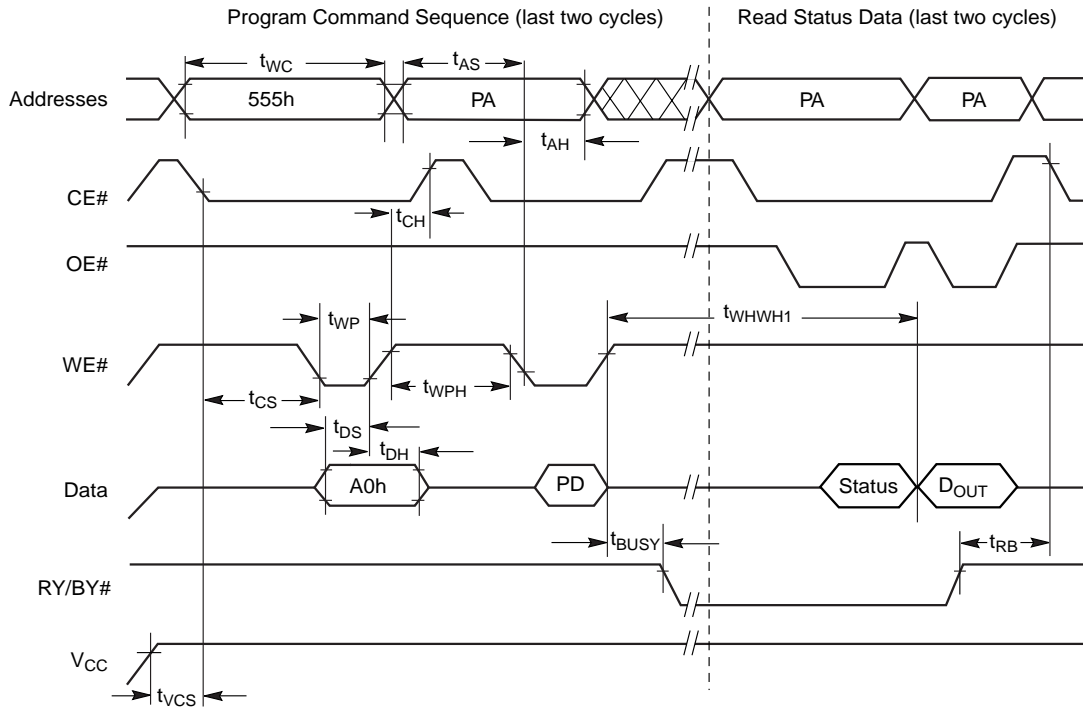 Program Command Sequence (last two cycles)
Read Status Data (last two cycles)
tWC
tAS
Addresses
555h
PA
PA
PA
tAH
CE#
tCH
OE#
tWP
tWHWH1
WE#
tWPH
tCS
tDS
tDH
Data
A0h
PD
Status
DOUT
tBUSY
tRB
RY/BY#
VCC
tVCS